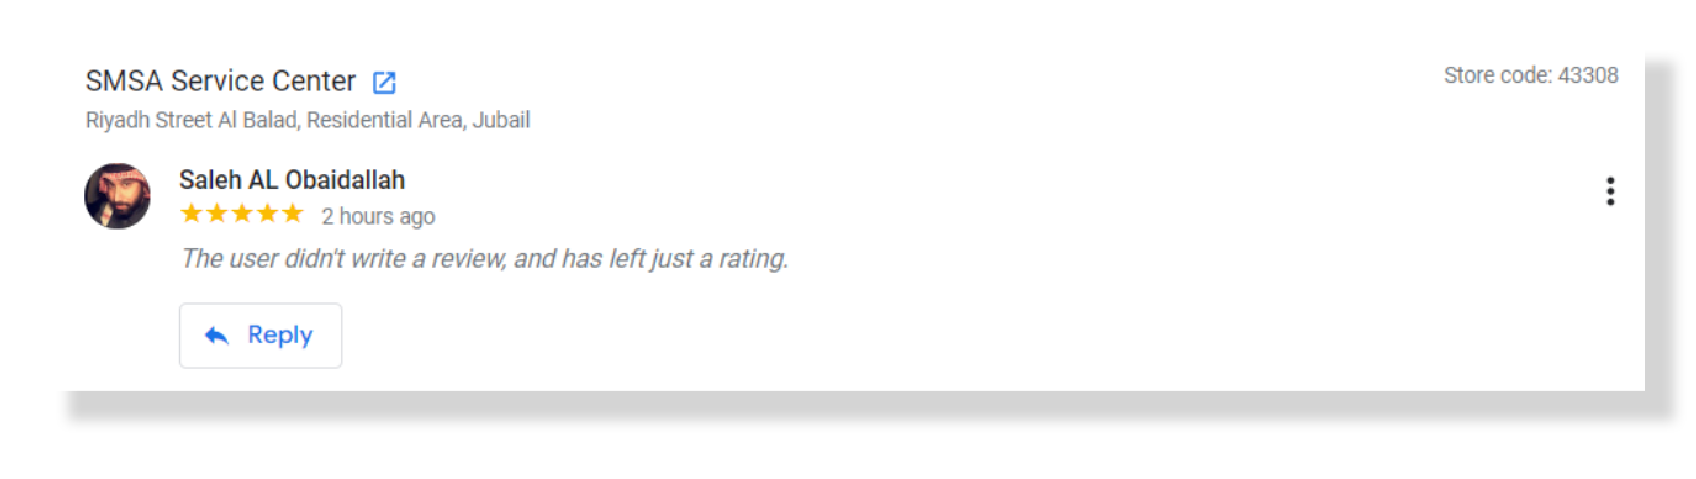 SMSA Service Center
Store code: 43308
Riyadh Street Al Balad, Residential Area, Jubail
Saleh AL Obaidallah
2 hours ago
The user didn't write a review, and has left just a rating.
Reply